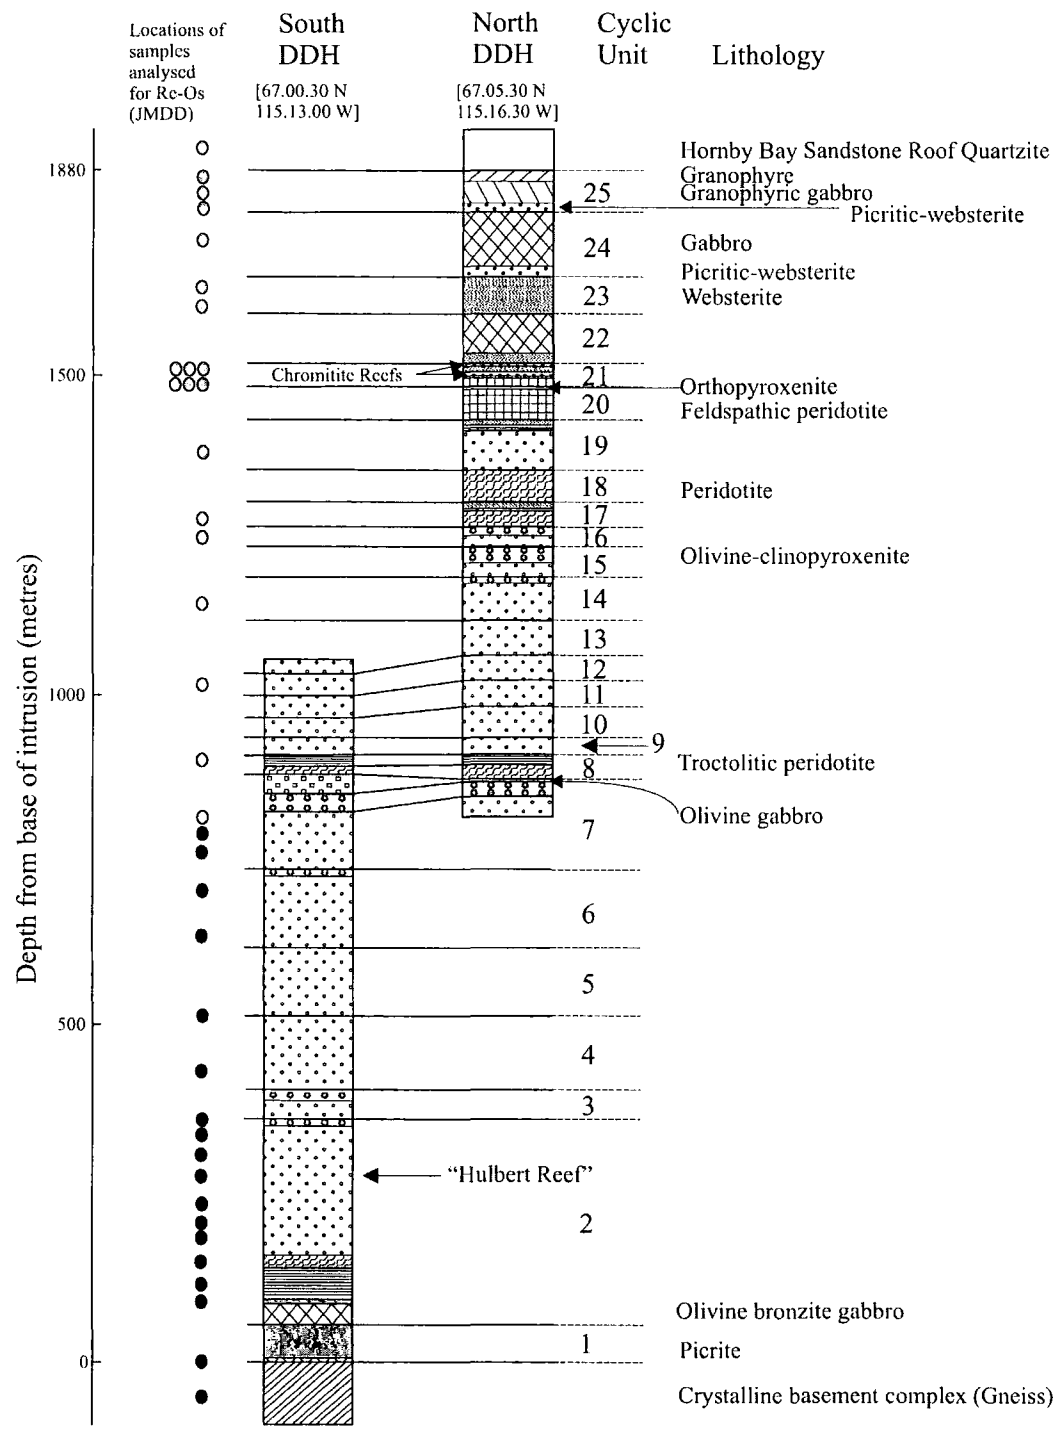 Locations of
samples
analysed
for Re-Os
(JMDD)
South
DDH
[67.00.30 N
115.13.00 W]
North
DDH
[67.05.30 N
115.16.30 W]
Cyclic
Unit
Lithology
Depth from base of intrusion (metres)
1880
1500
1000
500
0
Hornby Bay Sandstone Roof Quartzite
Granophyre
25
Granophyric gabbro
Picritic-websterite
24
Gabbro
Picritic-websterite
23
Websterite
22
Chromitite Reefs
21
Orthopyroxenite
20
Feldspathic peridotite
19
18
Peridotite
17
16
Olivine-clinopyroxenite
15
14
13
12
11
10
9
8
Troctolitic peridotite
Olivine gabbro
7
6
5
4
3
"Hulbert Reef"
2
Olivine bronzite gabbro
1
Picrite
Crystalline basement complex (Gneiss)